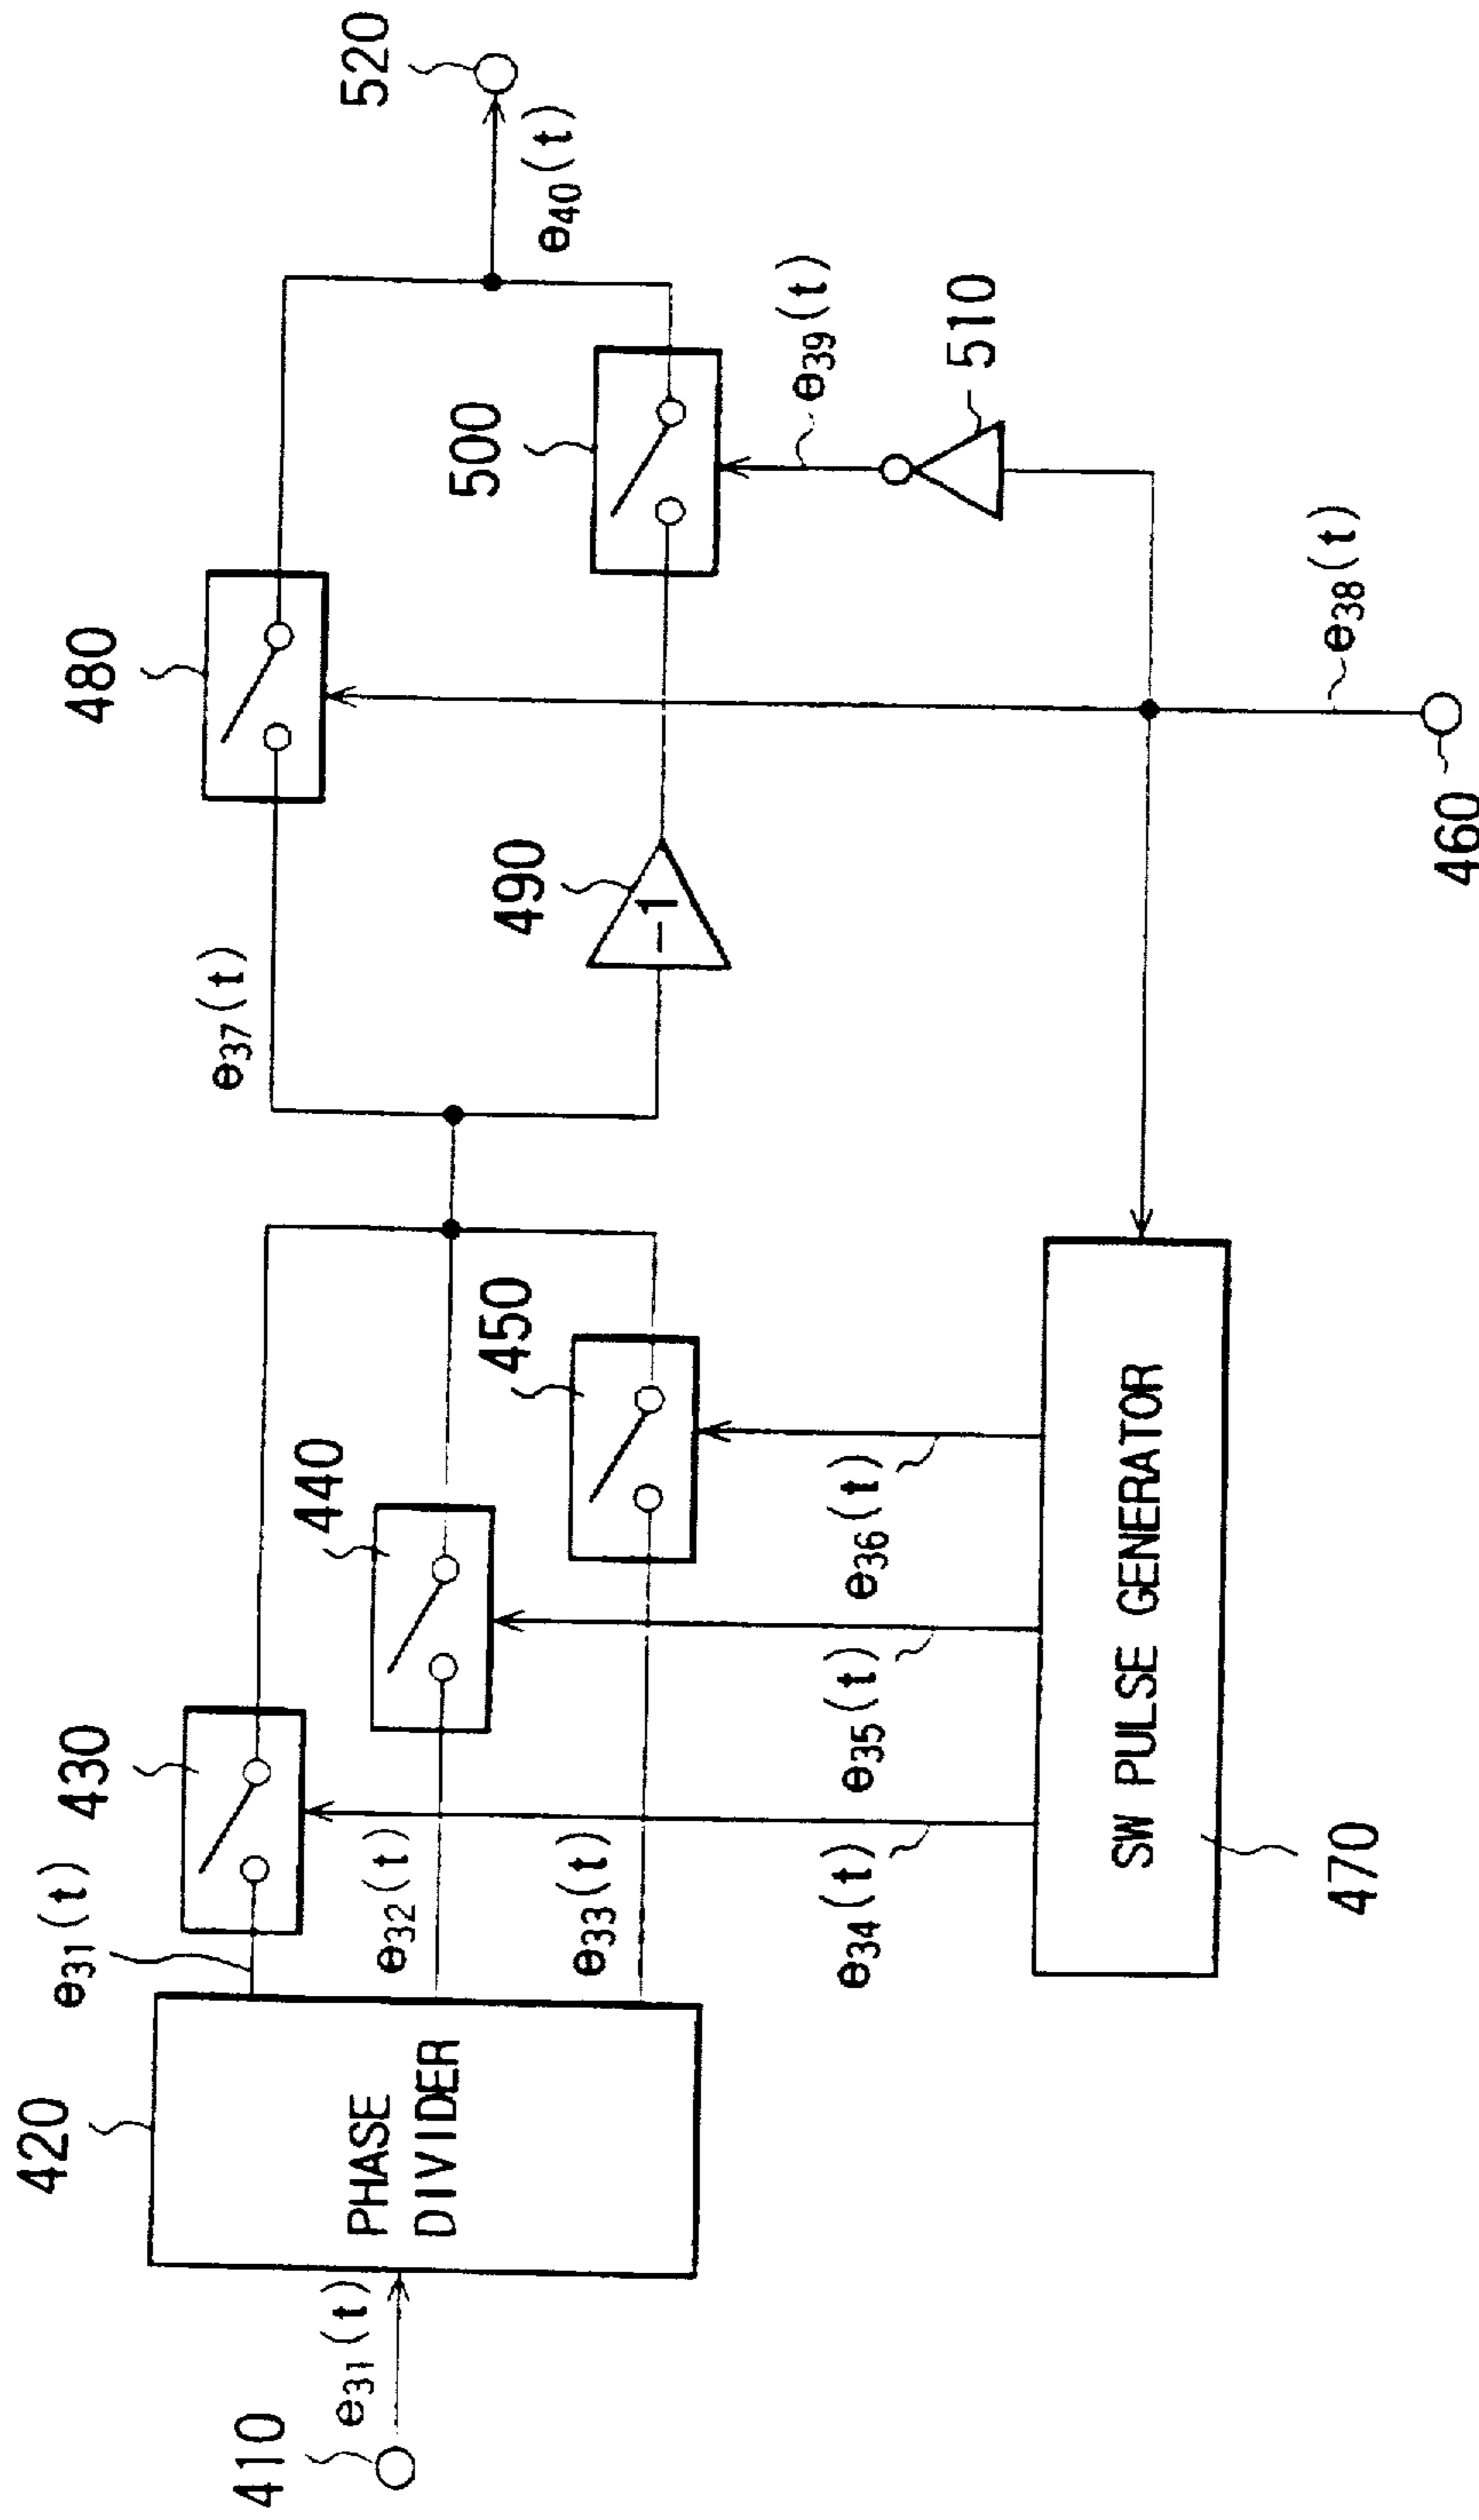 410
e31(t)
420
PHASE
DIVIDER
e31(t)
e32(t)
e33(t)
430
440
450
e34(t)
e35(t)
e36(t)
SW PULSE GENERATOR
470
e37(t)
490
-1
480
500
e39(t)
510
e38(t)
460
e40(t)
520